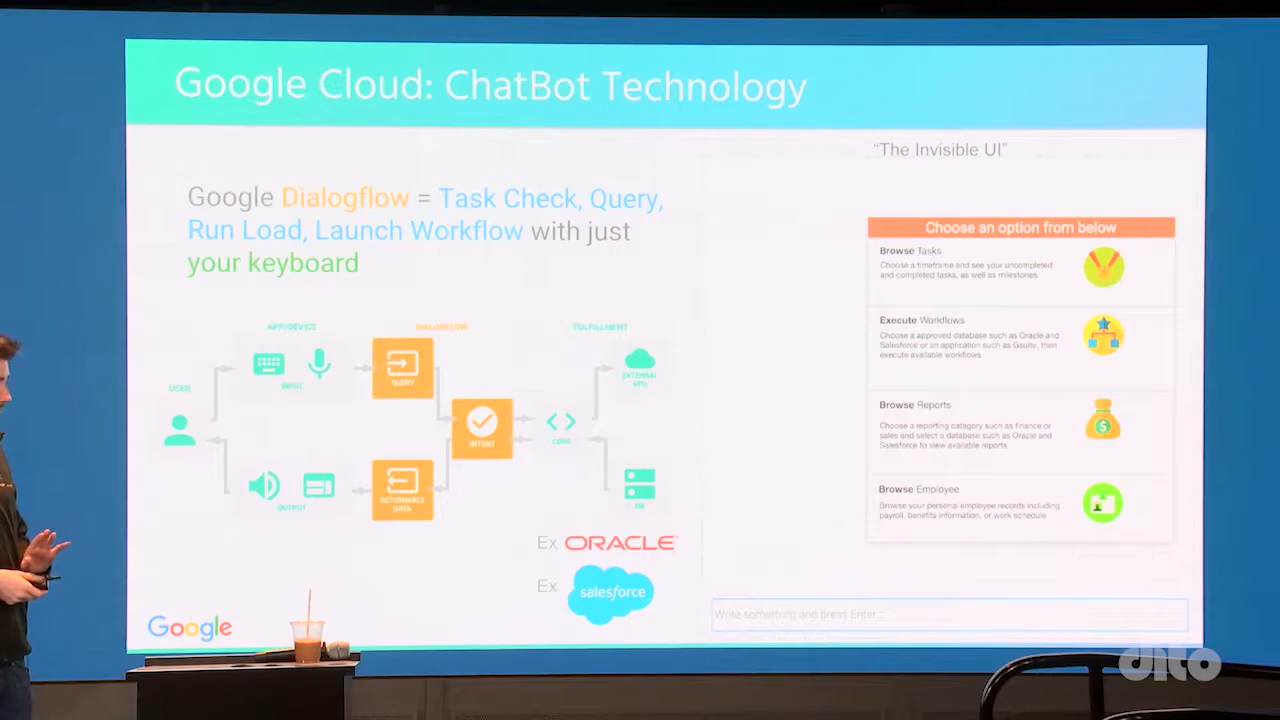 Google Cloud: ChatBot Technology
"The Invisible UI"
Google Dialogflow = Task Check, Query,
Run Load, Launch Workflow with just
your keyboard
APP/DEVICE
DIALOGFLOW
FULFILLMENT
USER
INPUT
QUERY
EXTERNAL
APIS
INTENT
CODE
OUTPUT
ACTIONABLE
DATA
DB
Ex ORACLE
Ex salesforce
Google
Choose an option from below
Browse Tasks
Choose a timeframe and see your uncompleted
and completed tasks, as well as milestones
Execute Workflows
Choose a approved database such as Oracle and
Salesforce or an application such as Gsuite, then
execute available workflows
Browse Reports
Choose a reporting catagory such as finance or
sales and select a database such as Oracle and
Salesforce to view available reports
Browse Employee
Browse your personal employee records including
payroll, benefits information, or work schedule
Write something and press Enter...
dito